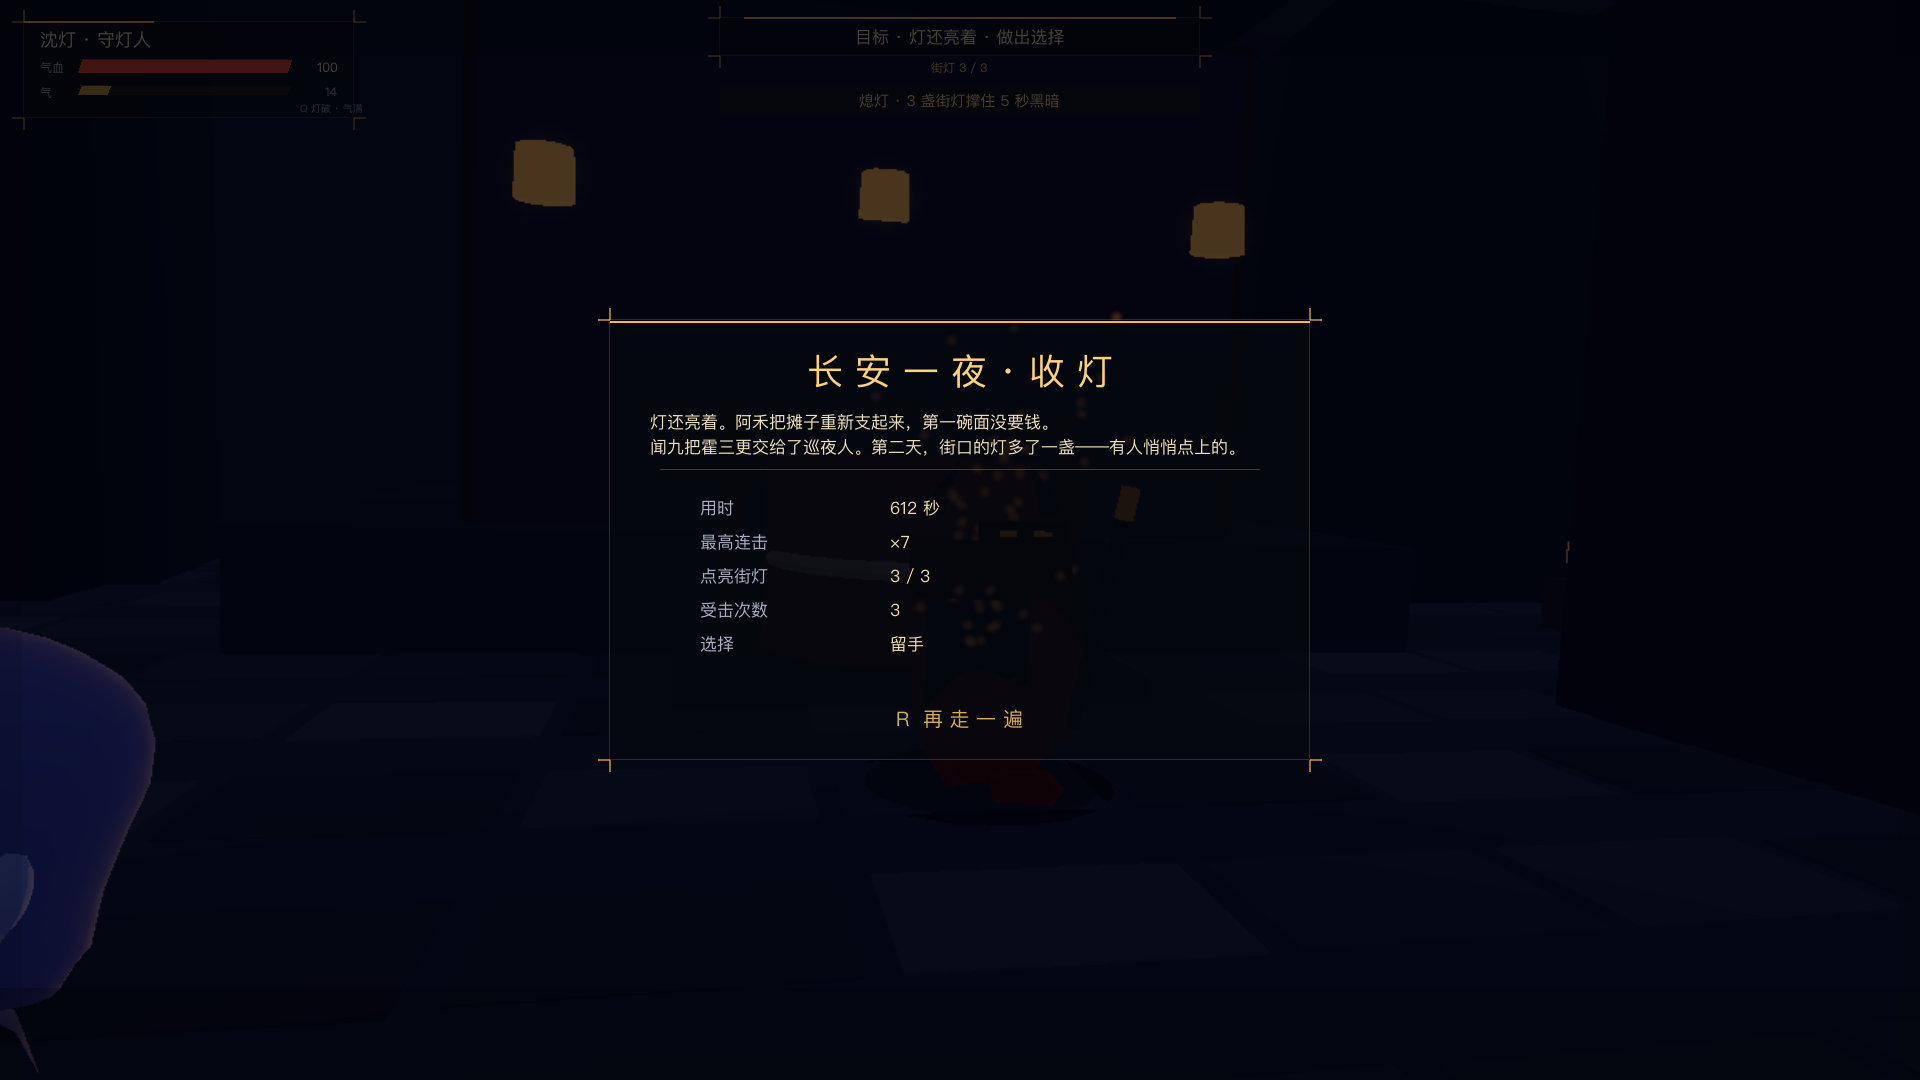 沈灯 · 守灯人
气血 100
气 14
Q 灯破 · 气竭
目标 · 灯还亮着 · 做出选择
街灯 3 / 3
熄灯 · 3 盏街灯撑住 5 秒黑暗
长安一夜 · 收灯
灯还亮着。阿禾把摊子重新支起来，第一碗面没要钱。
闻九把霍三更交给了巡夜人。第二天，街口的灯多了一盏——有人悄悄点上的。
用时 612 秒
最高连击 ×7
点亮街灯 3 / 3
受击次数 3
选择 留手
R 再走一遍